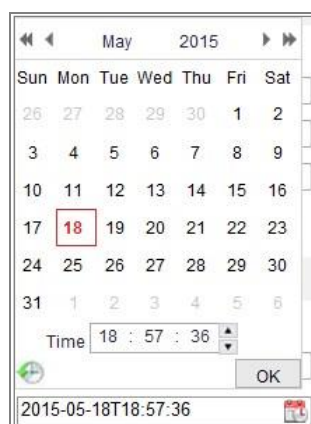 May 2015
Sun Mon Tue Wed Thu Fri Sat
26 27 28 29 30 1 2
3 4 5 6 7 8 9
10 11 12 13 14 15 16
17 18 19 20 21 22 23
24 25 26 27 28 29 30
31 1 2 3 4 5 6
Time 18 : 57 : 36
OK
2015-05-18T18:57:36